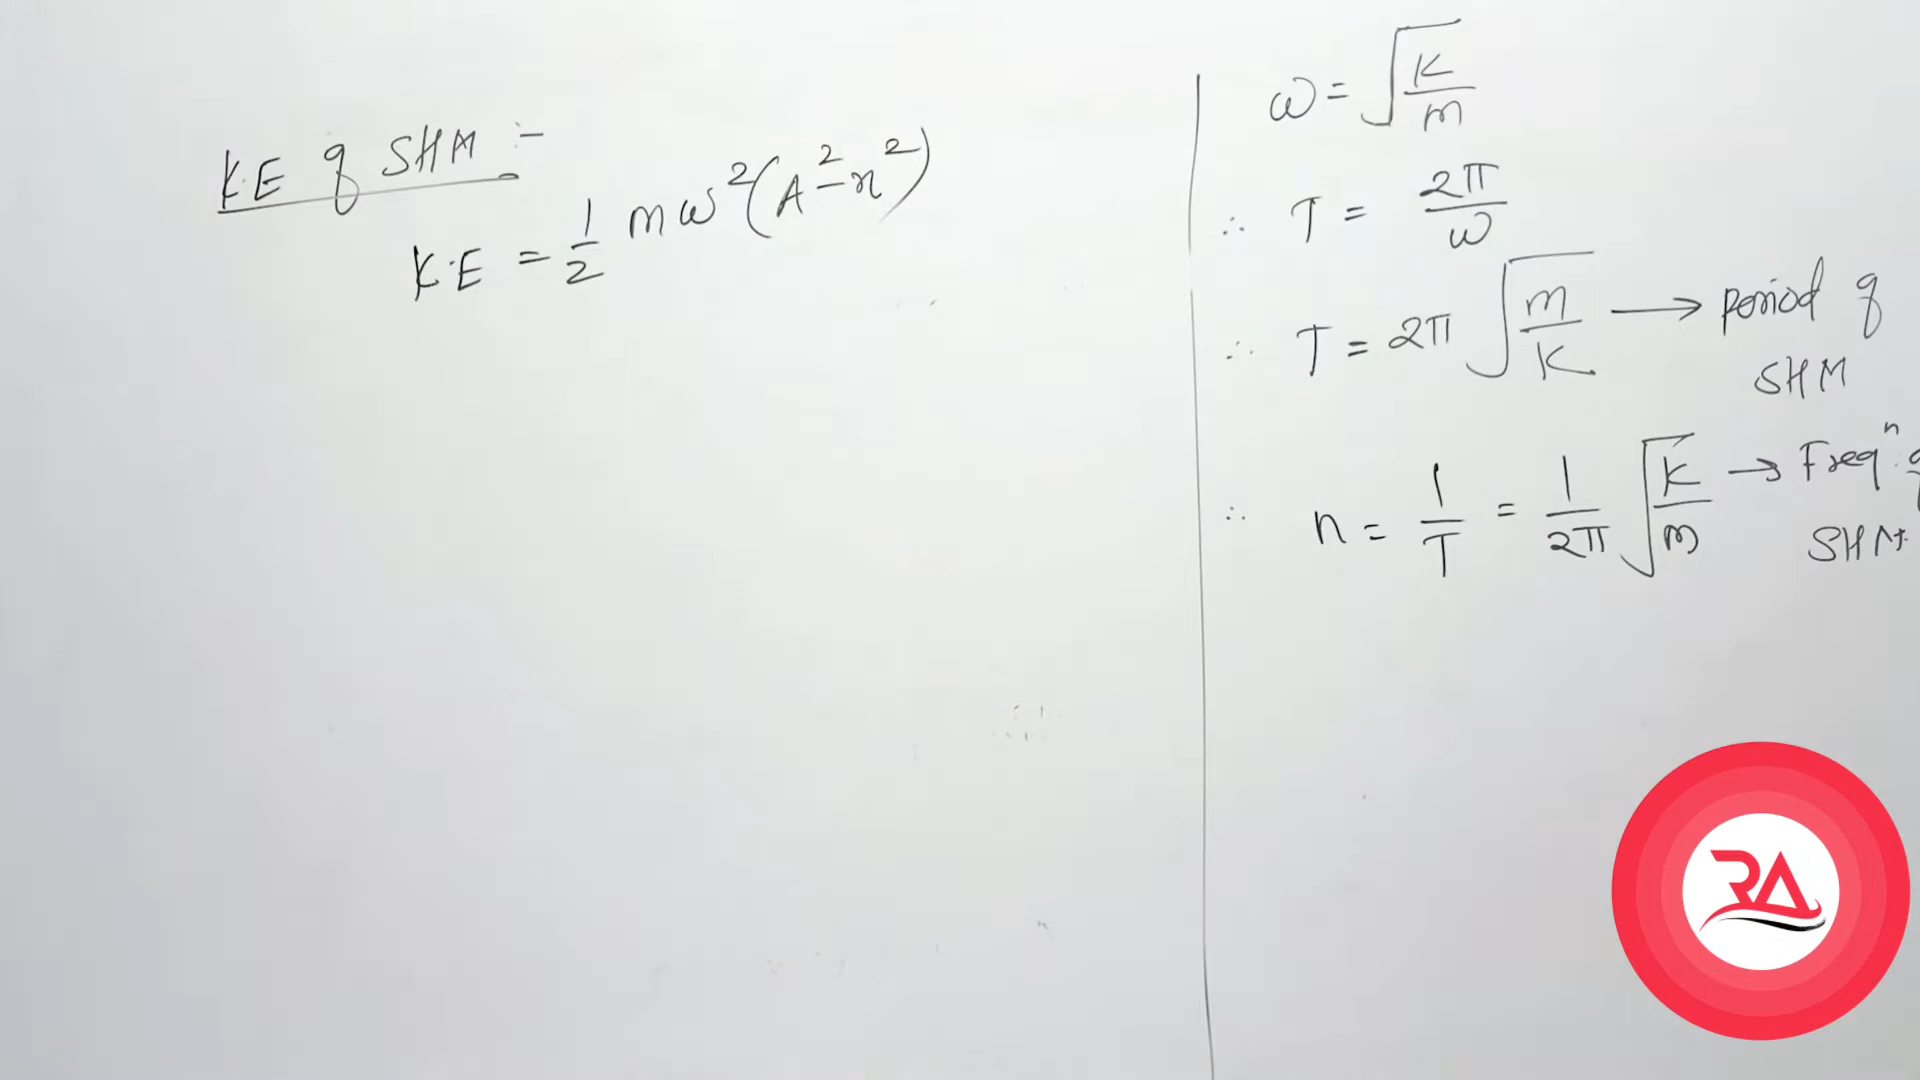 K.E of SHM :-
K.E = 1/2 mω²(A²-x²)
ω = √(K/m)
∴ T = 2π/ω
∴ T = 2π √(m/K) → period of
SHM
∴ n = 1/T = 1/2π √(K/m) → Freqⁿ. of
SHM.
RA